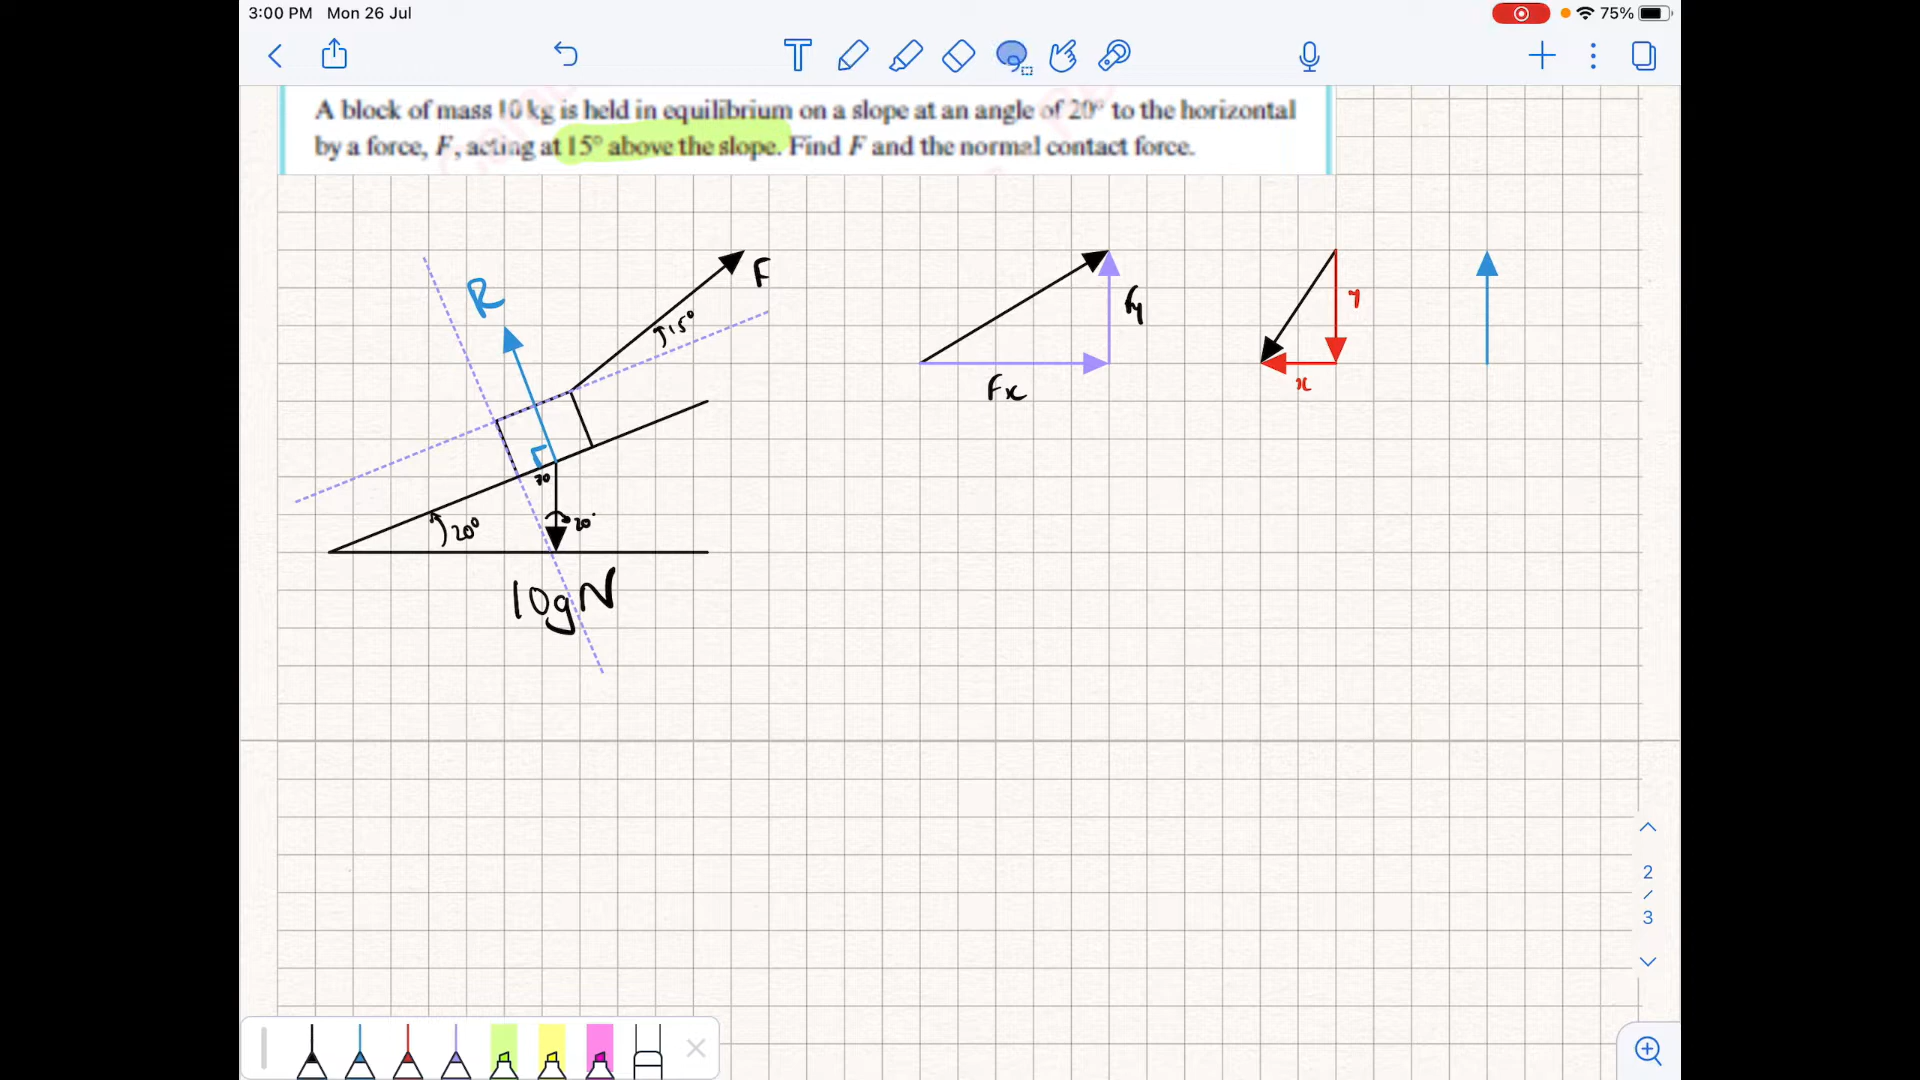 3:00 PM Mon 26 Jul
75%
T
A block of mass 10 kg is held in equilibrium on a slope at an angle of 20° to the horizontal
by a force, F, acting at 15° above the slope. Find F and the normal contact force.
R
F
15°
20°
70
20°
10gN
Fy
Fx
y
x
2
/
3